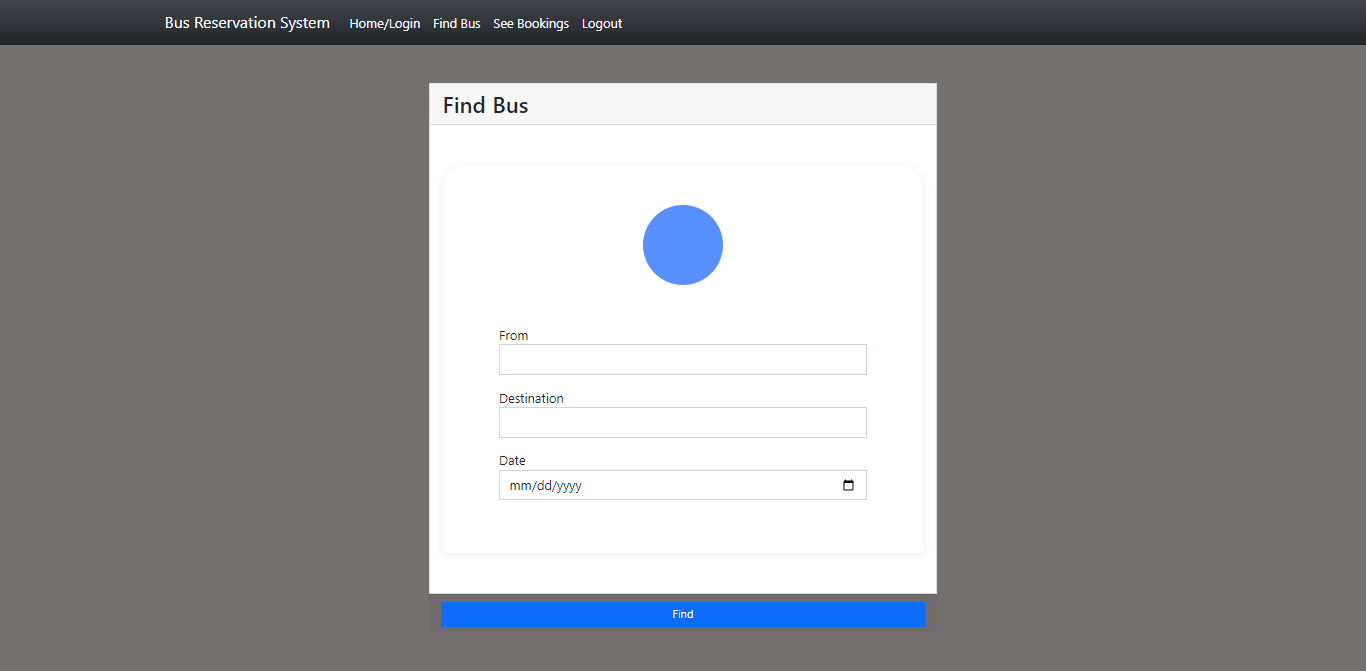 Bus Reservation System Home/Login Find Bus See Bookings Logout
Find Bus
From
Destination
Date
mm/dd/yyyy
Find